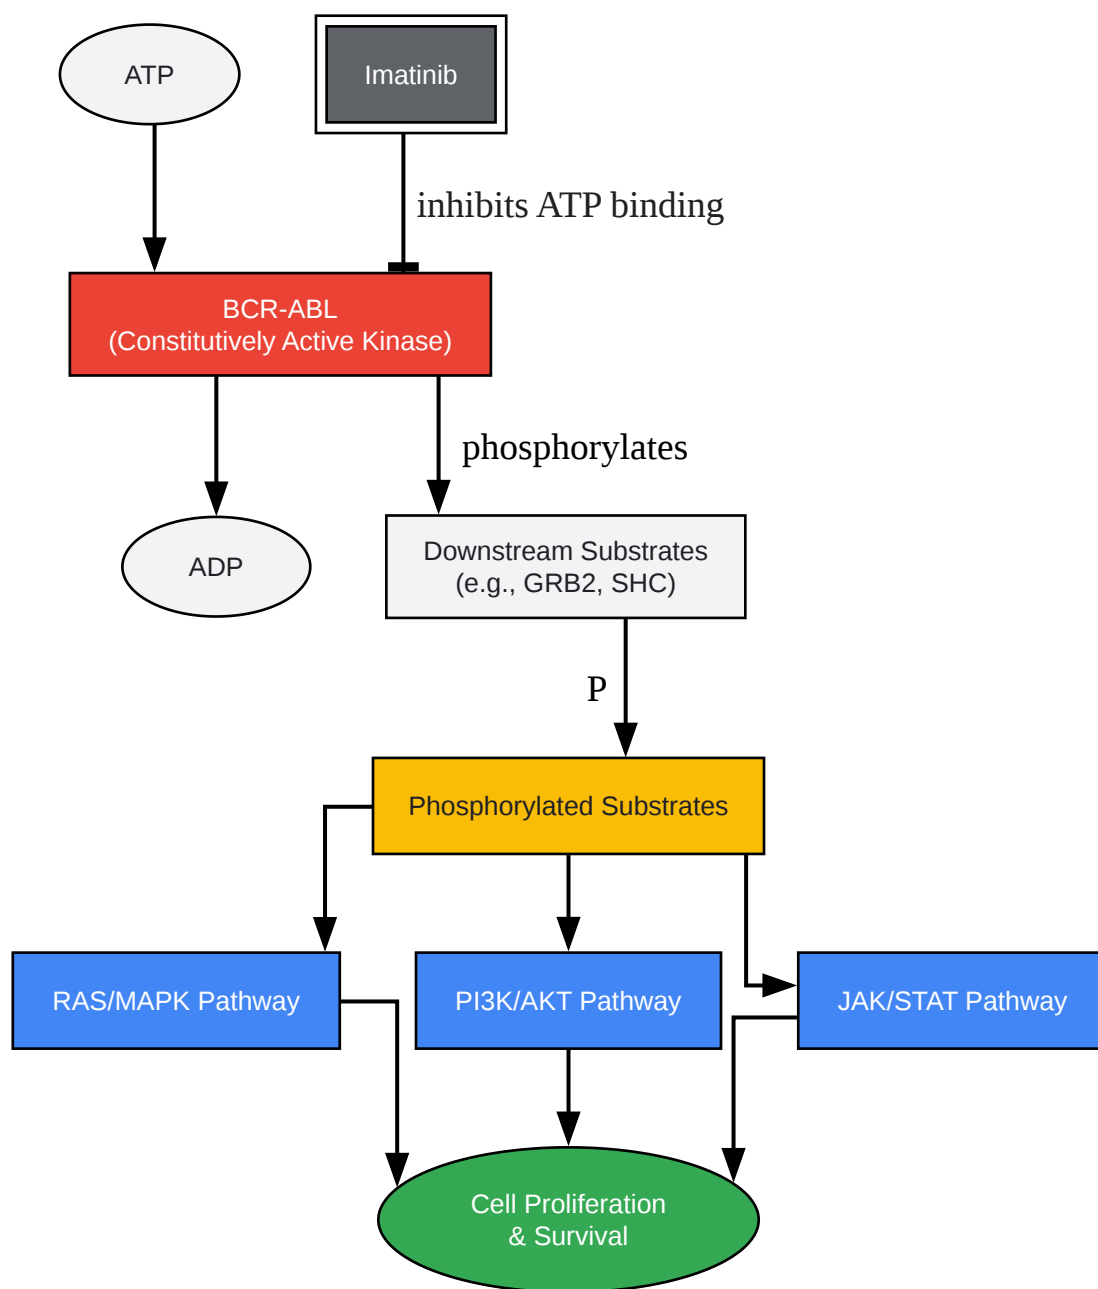 ATP
Imatinib
inhibits ATP binding
BCR-ABL
(Constitutively Active Kinase)
phosphorylates
ADP
Downstream Substrates
(e.g., GRB2, SHC)
P
Phosphorylated Substrates
RAS/MAPK Pathway
PI3K/AKT Pathway
JAK/STAT Pathway
Cell Proliferation
& Survival